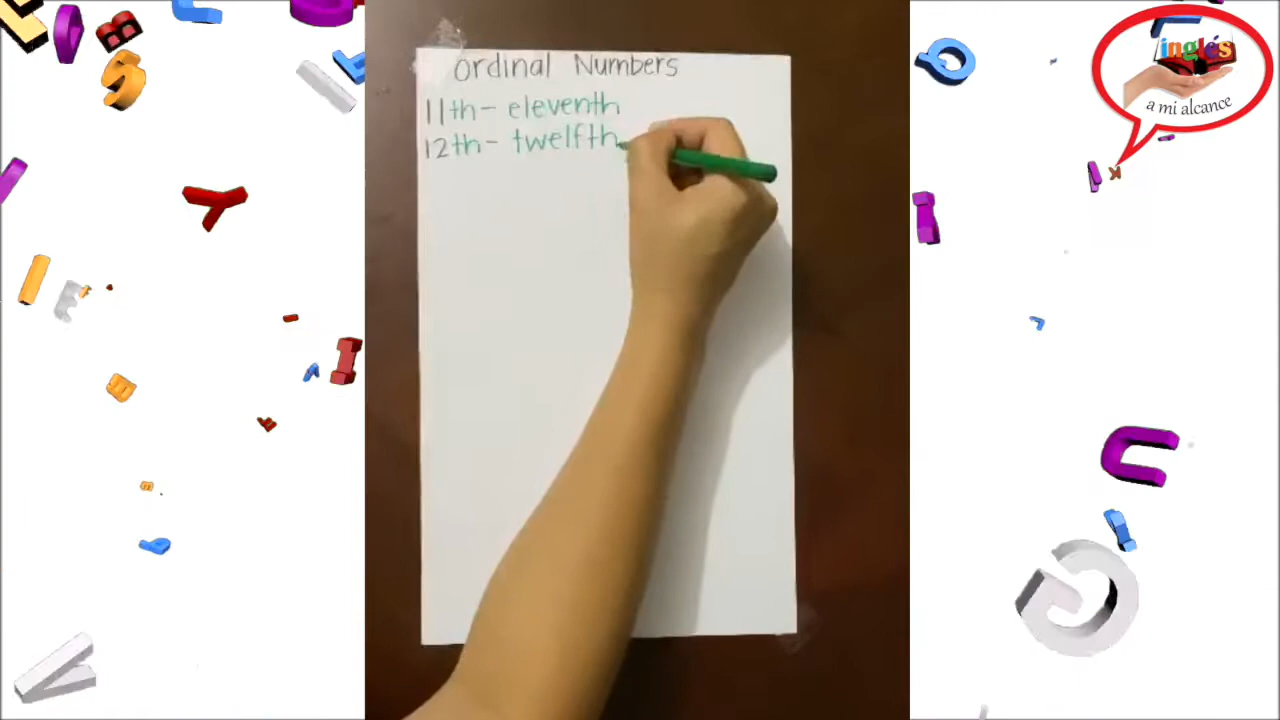 ordinal Numbers
11th - eleventh
12th - twelfth
inglés
a mi alcance